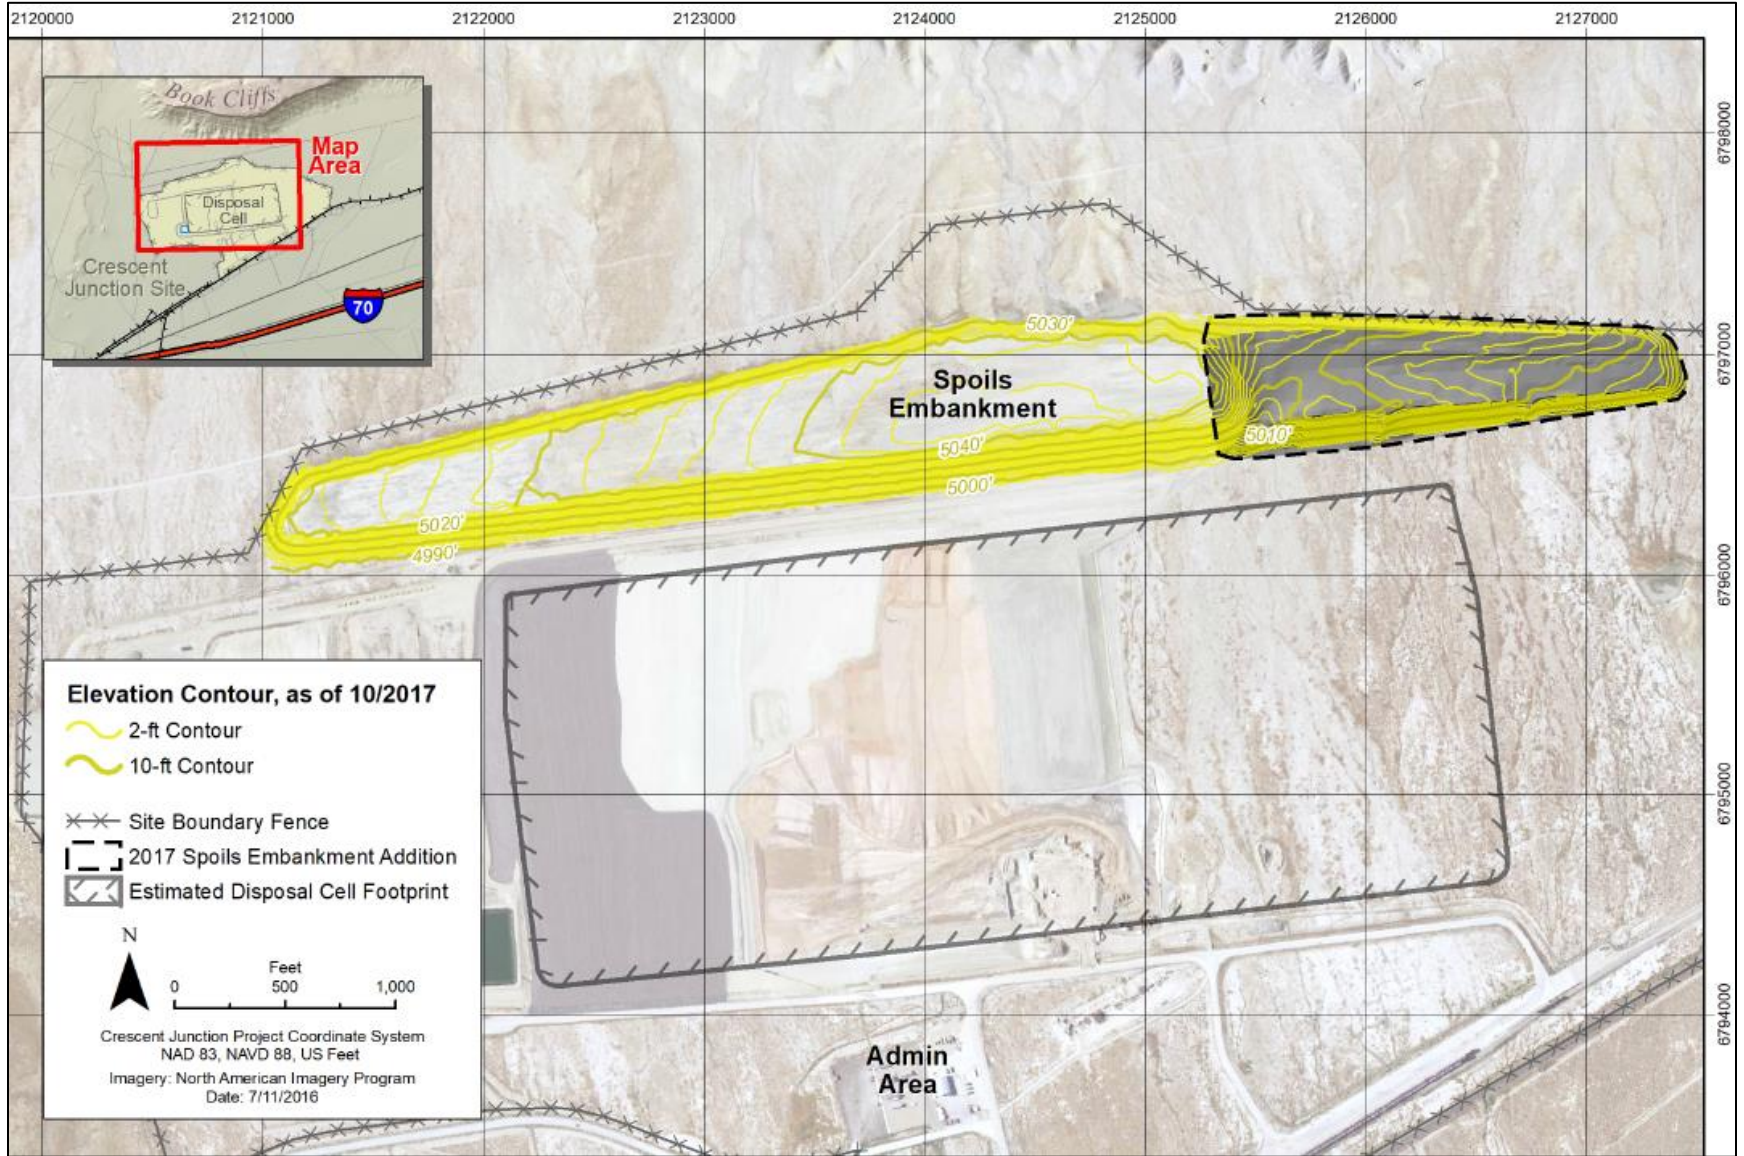 2120000 2121000 2122000 2123000 2124000 2125000 2126000 2127000
Book Cliffs
Map
Area
Disposal
Cell
Crescent
Junction Site
70
6798000
6797000
6796000
6795000
6794000
5030'
Spoils
Embankment
5040'
5010'
5000'
5020'
4990'
Elevation Contour, as of 10/2017
2-ft Contour
10-ft Contour
Site Boundary Fence
2017 Spoils Embankment Addition
Estimated Disposal Cell Footprint
N
Feet
0 500 1,000
Crescent Junction Project Coordinate System
NAD 83, NAVD 88, US Feet
Imagery: North American Imagery Program
Date: 7/11/2016
Admin
Area